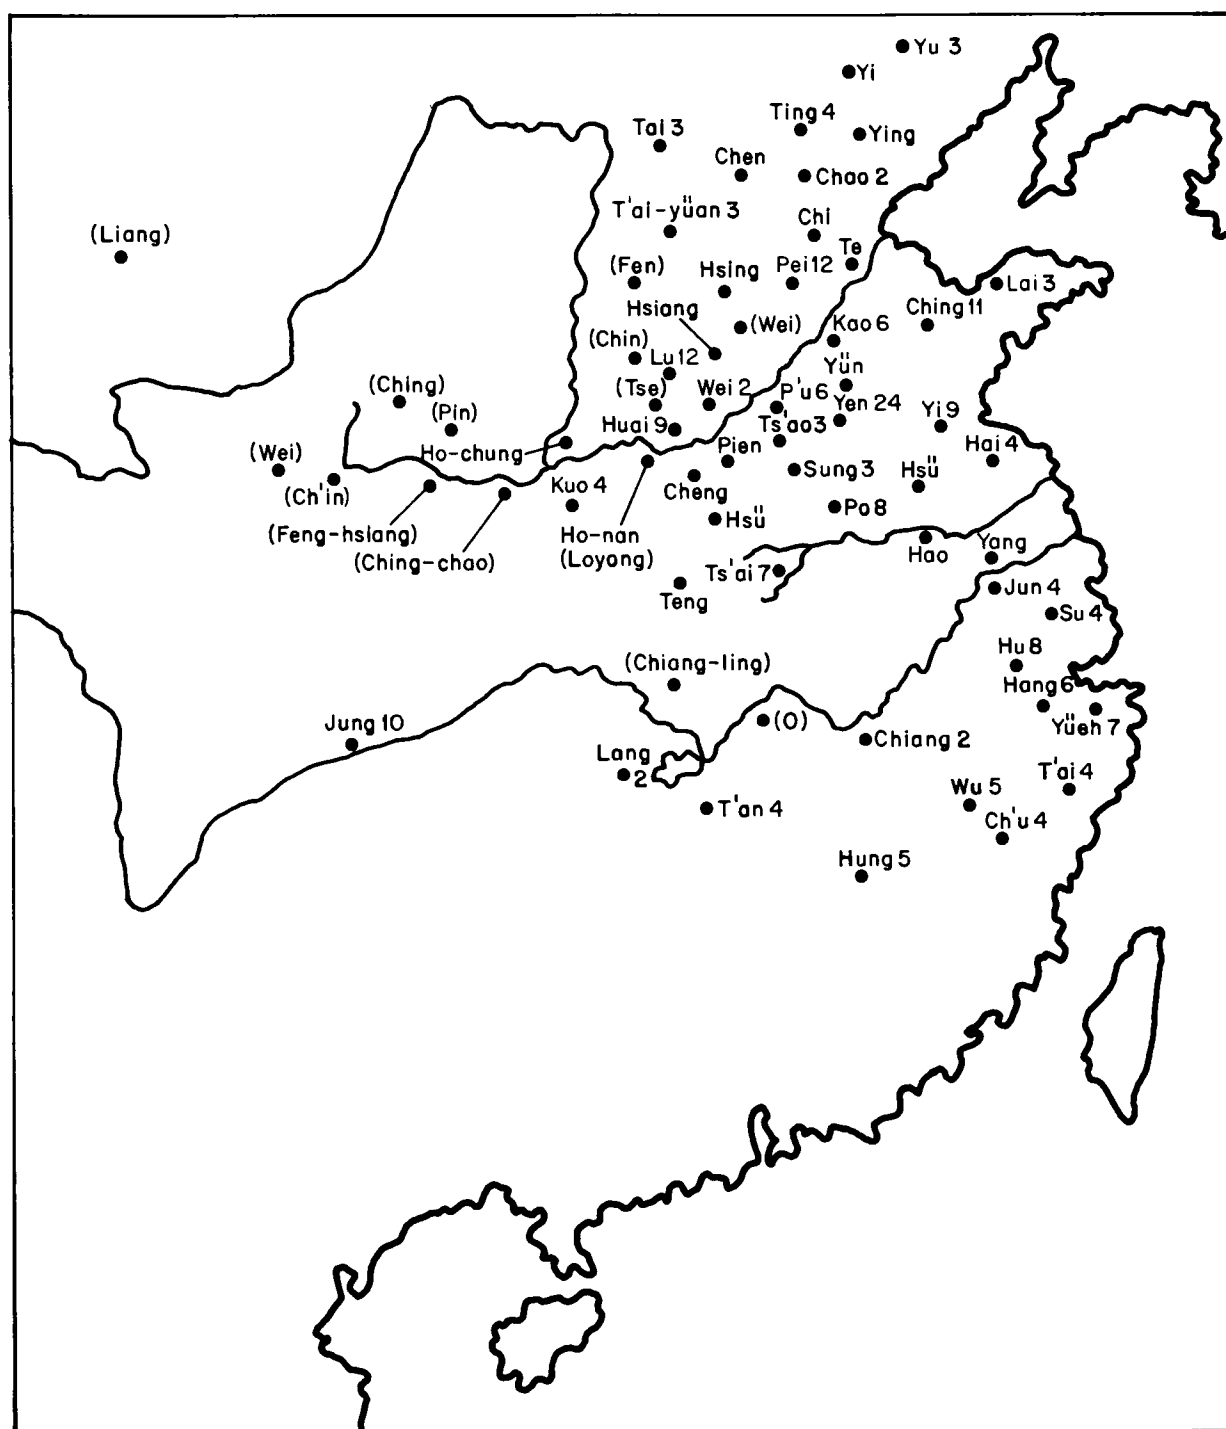 Yu 3
Yi
Ting 4
Tai 3
Ying
Chen
Chao 2
T'ai-yüan 3
Chi
(Liang)
Te
(Fen)
Hsing
Pei 12
Lai 3
Hsiang
Ching 11
(Wei)
Kao 6
(Chin)
Lu 12
Yün
(Ching)
(Tse)
Wei 2
P'u 6
Yen 24
Yi 9
(Pin)
Huai 9
Ts'ao 3
Hai 4
Ho-chung
Pien
(Wei)
Sung 3
Hsü
(Ch'in)
Kuo 4
Cheng
Po 8
Hsü
(Feng-hsiang)
Ho-nan
(Loyang)
(Ching-chao)
Hao
Yang
Ts'ai 7
Teng
Jun 4
Su 4
Hu 8
(Chiang-ling)
Hang 6
Jung 10
(O)
Yüeh 7
Chiang 2
Lang
2
T'ai 4
Wu 5
T'an 4
Ch'u 4
Hung 5